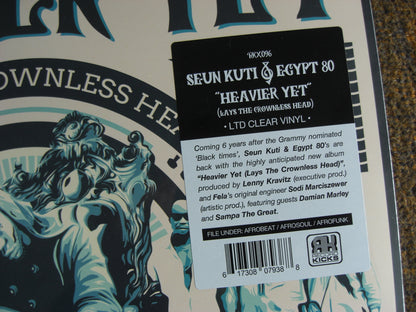 CROWNLESS HEA
RKX096
SEUN KUTI & EGYPT 80
"HEAVIER YET"
(LAYS THE CROWNLESS HEAD)
• LTD CLEAR VINYL •
Coming 6 years after the Grammy nominated
'Black times', Seun Kuti & Egypt 80's are
back with the highly anticipated new album
"Heavier Yet (Lays The Crownless Head)",
produced by Lenny Kravitz (executive prod.)
and Fela's original engineer Sodi Marciszewer
(artistic prod.), featuring guests Damian Marley
and Sampa The Great.
FILE UNDER: AFROBEAT / AFROSOUL / AFROFUNK
6 17308 07938 8
KICKS